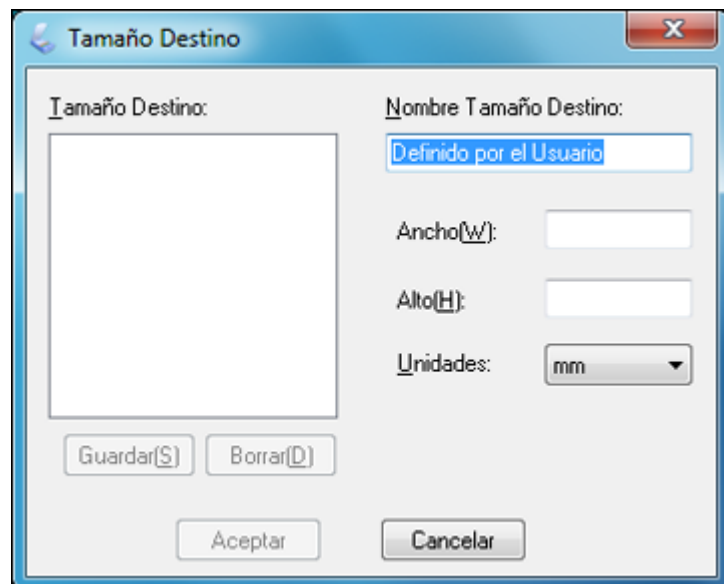 Tamaño Destino
Tamaño Destino:
Nombre Tamaño Destino:
Definido por el Usuario
Ancho(W):
Alto(H):
Unidades:
mm
Guardar(S)
Borrar(D)
Aceptar
Cancelar